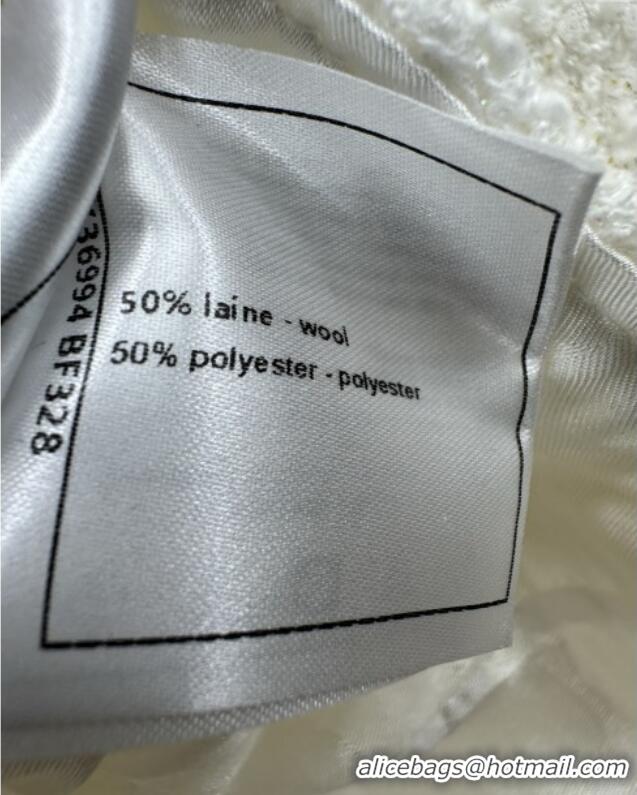 50% laine - wool
50% polyester - polyester
36994 BF328
alicebags@hotmail.com